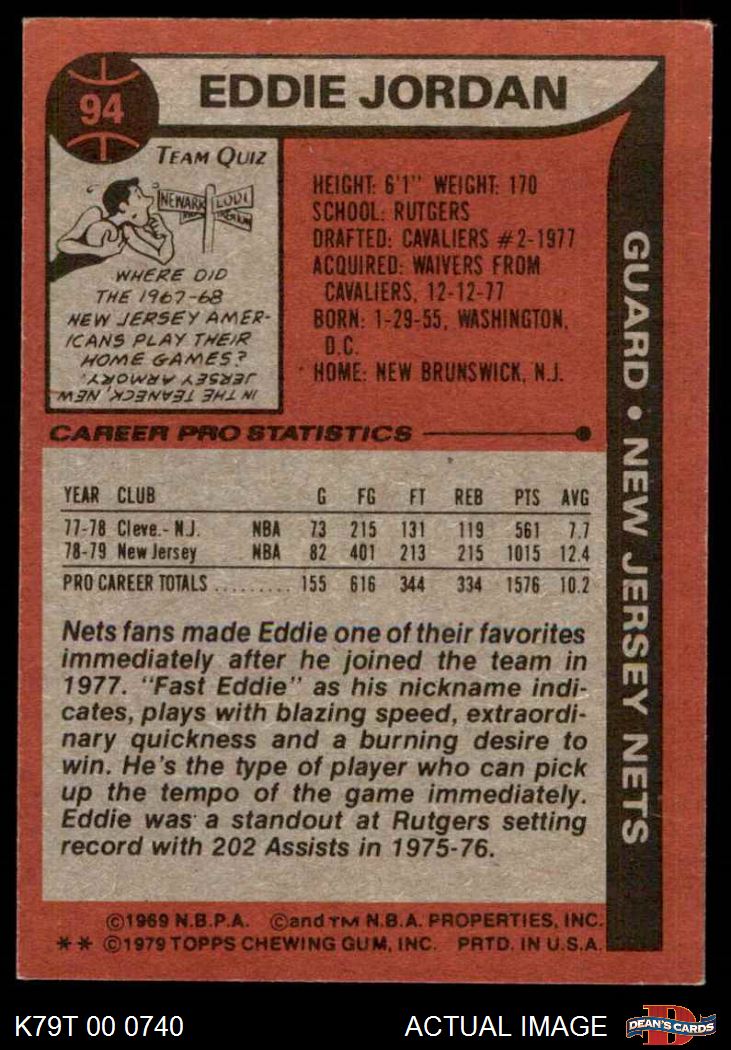 94
EDDIE JORDAN
TEAM QUIZ
NEWARK LODI
WHERE DID
THE 1967-68
NEW JERSEY AMER-
ICANS PLAY THEIR
HOME GAMES?
IN THE TEANECK, NEW
JERSEY ARMORY.
HEIGHT: 6'1" WEIGHT: 170
SCHOOL: RUTGERS
DRAFTED: CAVALIERS #2-1977
ACQUIRED: WAIVERS FROM
CAVALIERS, 12-12-77
BORN: 1-29-55, WASHINGTON,
D.C.
HOME: NEW BRUNSWICK, N.J.
GUARD • NEW JERSEY NETS
CAREER PRO STATISTICS
YEAR CLUB G FG FT REB PTS AVG
77-78 Cleve.- N.J. NBA 73 215 131 119 561 7.7
78-79 New Jersey NBA 82 401 213 215 1015 12.4
PRO CAREER TOTALS ......... 155 616 344 334 1576 10.2
Nets fans made Eddie one of their favorites
immediately after he joined the team in
1977. "Fast Eddie" as his nickname indi-
cates, plays with blazing speed, extraordi-
nary quickness and a burning desire to
win. He's the type of player who can pick
up the tempo of the game immediately.
Eddie was a standout at Rutgers setting
record with 202 Assists in 1975-76.
©1969 N.B.P.A. ©and TM N.B.A. PROPERTIES, INC.
** ©1979 TOPPS CHEWING GUM, INC. PRTD. IN U.S.A.
K79T 00 0740 ACTUAL IMAGE
DEAN'S CARDS